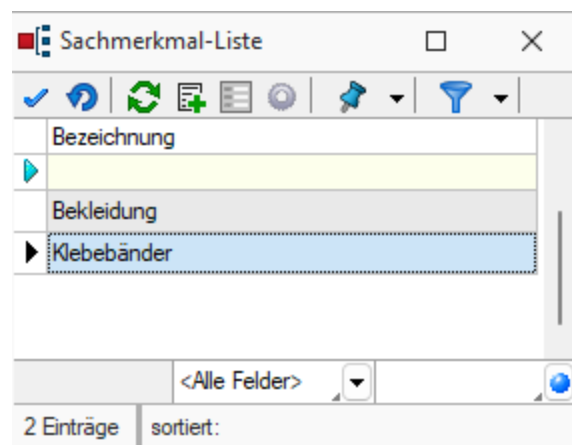 Sachmerkmal-Liste
Bezeichnung
Bekleidung
Klebebänder
<Alle Felder>
2 Einträge
sortiert: